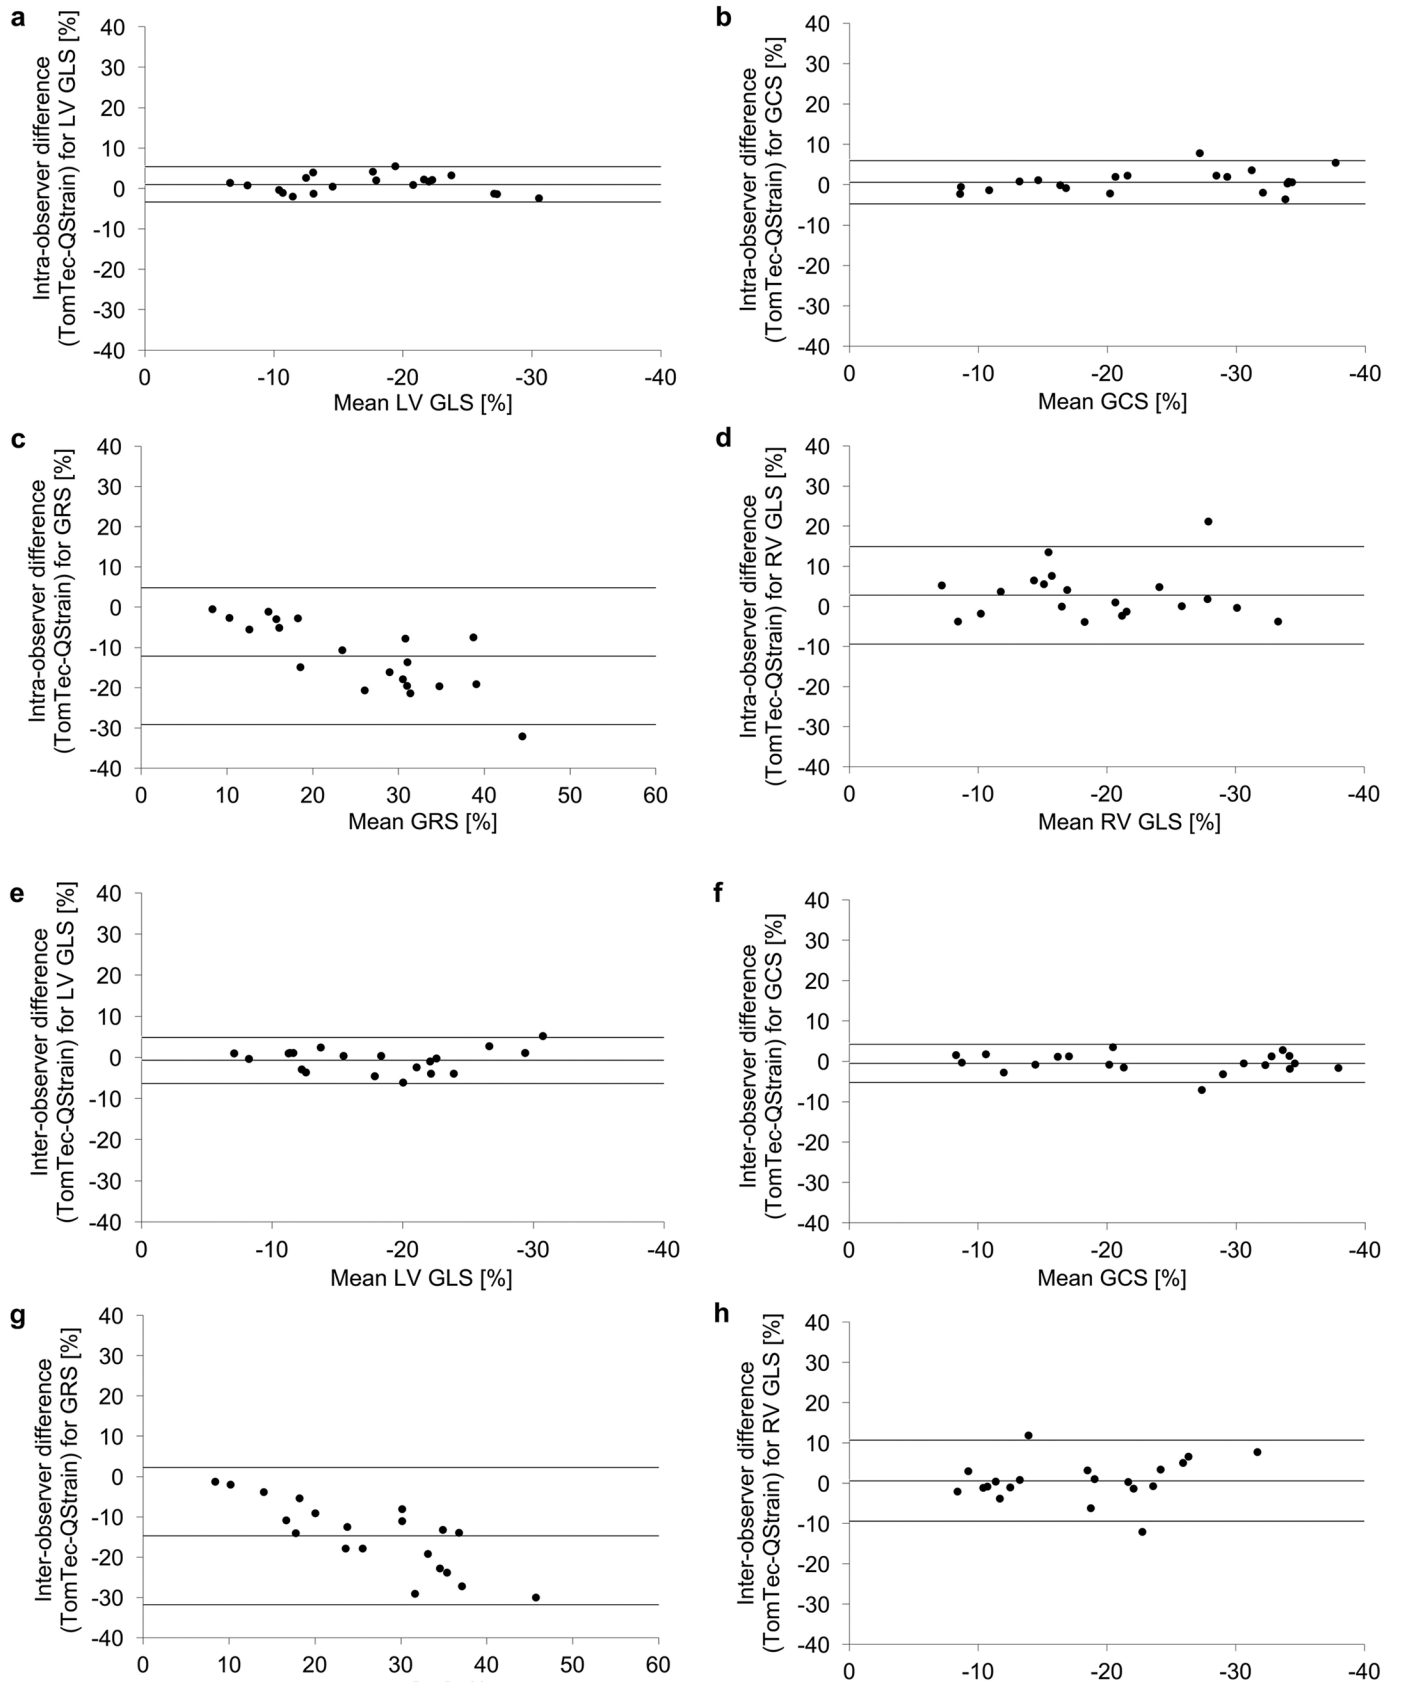 a
Intra-observer difference
(TomTec-QStrain) for LV GLS [%]
40
30
20
10
0
-10
-20
-30
-40
0 -10 -20 -30 -40
Mean LV GLS [%]
b
Intra-observer difference
(TomTec-QStrain) for GCS [%]
40
30
20
10
0
-10
-20
-30
-40
0 -10 -20 -30 -40
Mean GCS [%]
c
Intra-observer difference
(TomTec-QStrain) for GRS [%]
40
30
20
10
0
-10
-20
-30
-40
0 10 20 30 40 50 60
Mean GRS [%]
d
Intra-observer difference
(TomTec-QStrain) for RV GLS [%]
40
30
20
10
0
-10
-20
-30
-40
0 -10 -20 -30 -40
Mean RV GLS [%]
e
Inter-observer difference
(TomTec-QStrain) for LV GLS [%]
40
30
20
10
0
-10
-20
-30
-40
0 -10 -20 -30 -40
Mean LV GLS [%]
f
Inter-observer difference
(TomTec-QStrain) for GCS [%]
40
30
20
10
0
-10
-20
-30
-40
0 -10 -20 -30 -40
Mean GCS [%]
g
Inter-observer difference
(TomTec-QStrain) for GRS [%]
40
30
20
10
0
-10
-20
-30
-40
0 10 20 30 40 50 60
h
Inter-observer difference
(TomTec-QStrain) for RV GLS [%]
40
30
20
10
0
-10
-20
-30
-40
0 -10 -20 -30 -40